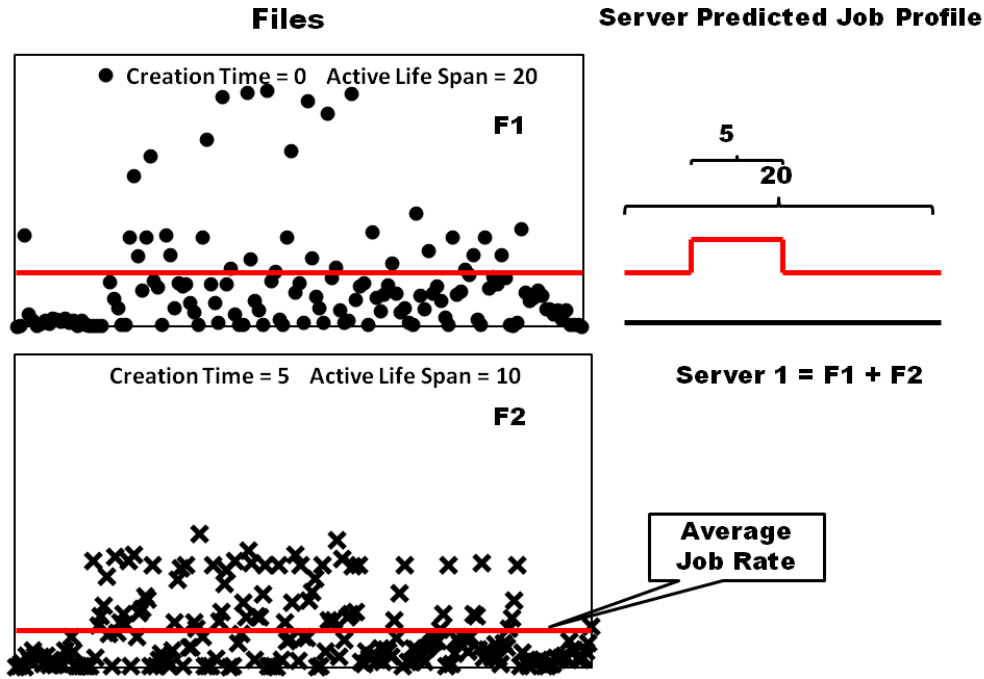 Files
Server Predicted Job Profile
Creation Time = 0 Active Life Span = 20
F1
5
20
Creation Time = 5 Active Life Span = 10
F2
Server 1 = F1 + F2
Average
Job Rate